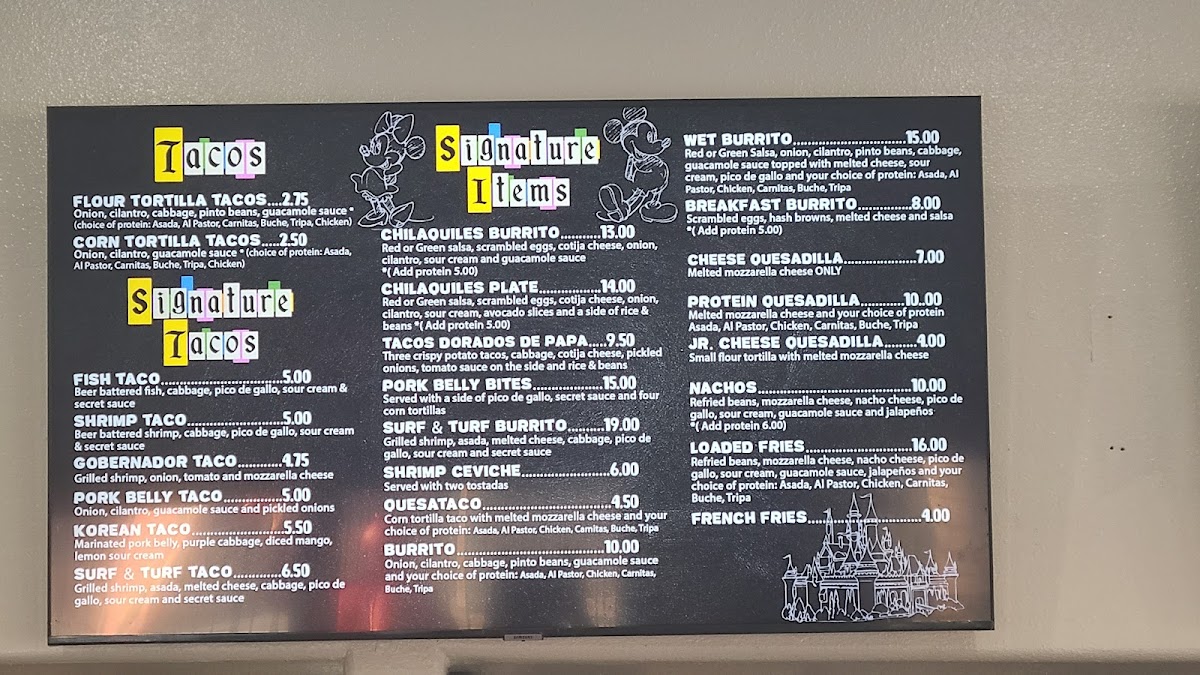 Tacos
FLOUR TORTILLA TACOS....2.75
Onion, cilantro, cabbage, pinto beans, guacamole sauce *
(choice of protein: Asada, Al Pastor, Carnitas, Buche, Tripa, Chicken)
CORN TORTILLA TACOS.....2.50
Onion, cilantro, guacamole sauce * (choice of protein: Asada,
Al Pastor, Carnitas, Buche, Tripa, Chicken)
Signature
Tacos
FISH TACO..............................5.00
Beer battered fish, cabbage, pico de gallo, sour cream &
secret sauce
SHRIMP TACO.......................5.00
Beer battered shrimp, cabbage, pico de gallo, sour cream
& secret sauce
GOBERNADOR TACO...........4.75
Grilled shrimp, onion, tomato and mozzarella cheese
PORK BELLY TACO..............5.00
Onion, cilantro, guacamole sauce and pickled onions
KOREAN TACO......................5.50
Marinated pork belly, purple cabbage, diced mango,
lemon sour cream
SURF & TURF TACO............6.50
Grilled shrimp, asada, melted cheese, cabbage, pico de
gallo, sour cream and secret sauce
Signature
Items
CHILAQUILES BURRITO..........13.00
Red or Green salsa, scrambled eggs, cotija cheese, onion,
cilantro, sour cream and guacamole sauce
*( Add protein 5.00)
CHILAQUILES PLATE...............14.00
Red or Green salsa, scrambled eggs, cotija cheese, onion,
cilantro, sour cream, avocado slices and a side of rice &
beans *( Add protein 5.00)
TACOS DORADOS DE PAPA.....9.50
Three crispy potato tacos, cabbage, cotija cheese, pickled
onions, tomato sauce on the side and rice & beans
PORK BELLY BITES.................15.00
Served with a side of pico de gallo, secret sauce and four
corn tortillas
SURF & TURF BURRITO.........19.00
Grilled shrimp, asada, melted cheese, cabbage, pico de
gallo, sour cream and secret sauce
SHRIMP CEVICHE.....................6.00
Served with two tostadas
QUESATACO...............................4.50
Corn tortilla taco with melted mozzarella cheese and your
choice of protein: Asada, Al Pastor, Chicken, Carnitas, Buche, Tripa
BURRITO....................................10.00
Onion, cilantro, cabbage, pinto beans, guacamole sauce
and your choice of protein: Asada, Al Pastor, Chicken, Carnitas,
Buche, Tripa
WET BURRITO...........................15.00
Red or Green Salsa, onion, cilantro, pinto beans, cabbage,
guacamole sauce topped with melted cheese, sour
cream, pico de gallo and your choice of protein: Asada, Al
Pastor, Chicken, Carnitas, Buche, Tripa
BREAKFAST BURRITO.............8.00
Scrambled eggs, hash browns, melted cheese and salsa
*( Add protein 5.00)
CHEESE QUESADILLA.................7.00
Melted mozzarella cheese ONLY
PROTEIN QUESADILLA...........10..00
Melted mozzarella cheese and your choice of protein
Asada, Al Pastor, Chicken, Carnitas, Buche, Tripa
JR. CHEESE QUESADILLA........4.00
Small flour tortilla with melted mozzarella cheese
NACHOS.....................................10.00
Refried beans, mozzarella cheese, nacho cheese, pico de
gallo, sour cream, guacamole sauce and jalapeños
*( Add protein 6.00)
LOADED FRIES..........................16.00
Refried beans, mozzarella cheese, nacho cheese, pico de
gallo, sour cream, guacamole sauce, jalapeños and your
choice of protein: Asada, Al Pastor, Chicken, Carnitas,
Buche, Tripa
FRENCH FRIES...........................4.00